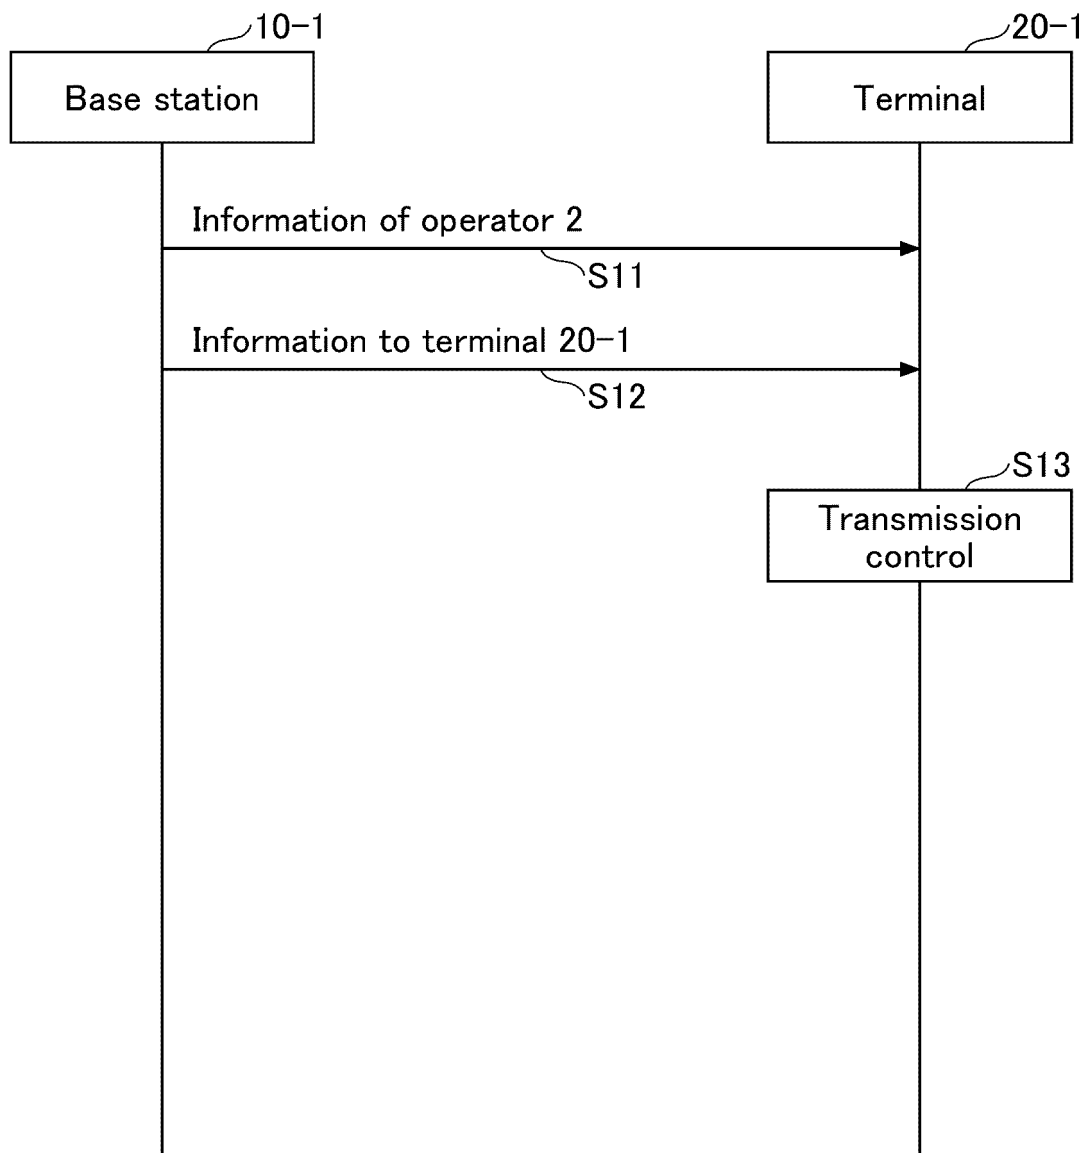 10-1
20-1
Base station
Terminal
Information of operator 2
S11
Information to terminal 20-1
S12
S13
Transmission
control